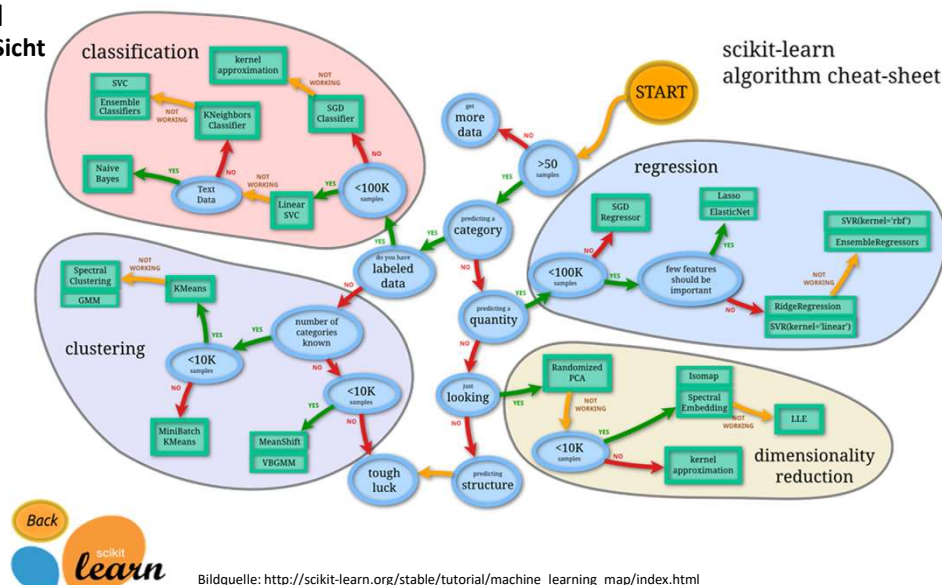 Sicht
scikit-learn
algorithm cheat-sheet
START
classification
kernel
approximation
NOT
WORKING
SVC
Ensemble
Classifiers
NOT
WORKING
KNeighbors
Classifier
SGD
Classifier
NO
Naive
Bayes
YES
Text
Data
NO
NOT
WORKING
Linear
SVC
YES
<100K
samples
YES
get
more
data
NO
>50
samples
YES
predicting a
category
YES
NO
do you have
labeled
data
NO
predicting a
quantity
YES
NO
just
looking
YES
NO
predicting
structure
tough
luck
regression
SGD
Regressor
NO
<100K
samples
YES
few features
should be
important
YES
Lasso
ElasticNet
NO
RidgeRegression
SVR(kernel='linear')
NOT
WORKING
SVR(kernel='rbf')
EnsembleRegressors
clustering
Spectral
Clustering
GMM
NOT
WORKING
KMeans
YES
<10K
samples
NO
MiniBatch
KMeans
YES
number of
categories
known
NO
<10K
samples
YES
NO
MeanShift
VBGMM
dimensionality
reduction
Randomized
PCA
NOT
WORKING
<10K
samples
YES
NO
Isomap
Spectral
Embedding
NOT
WORKING
LLE
kernel
approximation
Back
scikit
learn
Bildquelle: http://scikit-learn.org/stable/tutorial/machine_learning_map/index.html